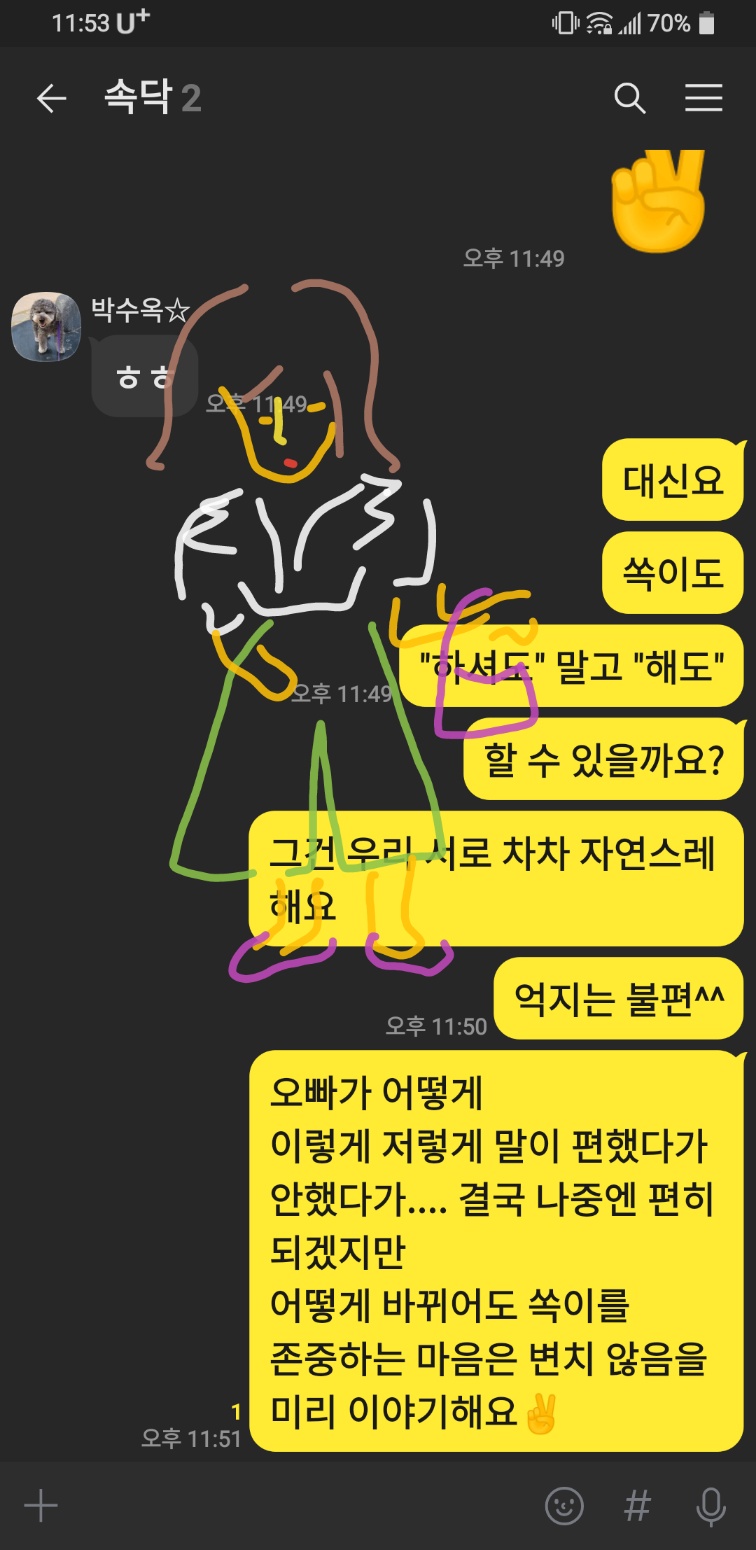 11:53 U+ 70%
속닥 2
오후 11:49
박수옥☆
ㅎㅎ
오후 11:49
대신요
쏙이도
"하셔도" 말고 "해도"
오후 11:49
할 수 있을까요?
그건 우리 서로 차차 자연스레
해요
억지는 불편^^
오후 11:50
오빠가 어떻게
이렇게 저렇게 말이 편했다가
안했다가.... 결국 나중엔 편히
되겠지만
어떻게 바뀌어도 쏙이를
존중하는 마음은 변치 않음을
미리 이야기해요✌
1
오후 11:51